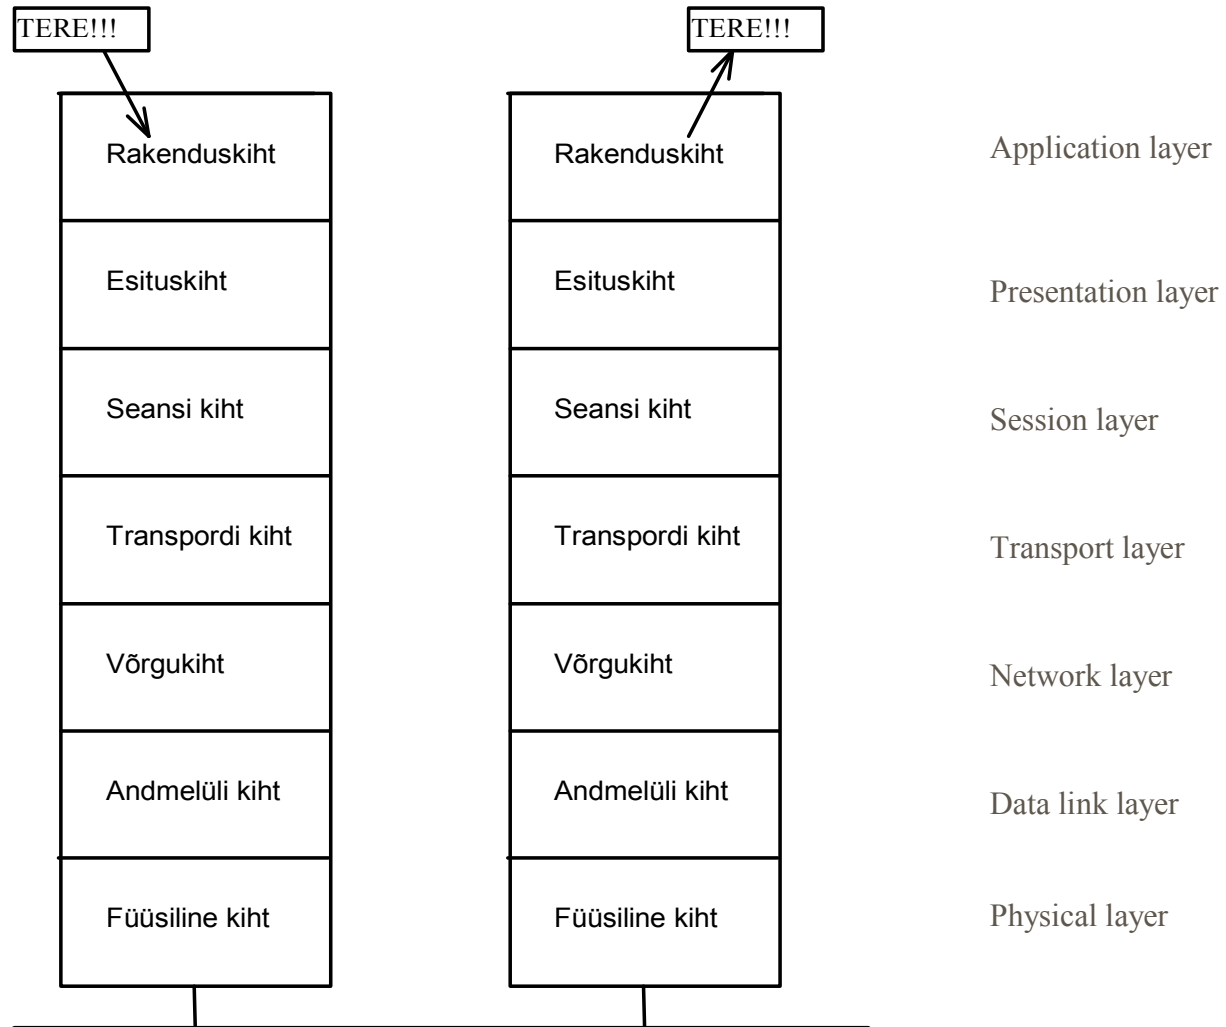 TERE!!! TERE!!!
Rakenduskiht Rakenduskiht Application layer
Esituskiht Esituskiht Presentation layer
Seansi kiht Seansi kiht Session layer
Transpordi kiht Transpordi kiht Transport layer
Võrgukiht Võrgukiht Network layer
Andmelüli kiht Andmelüli kiht Data link layer
Füüsiline kiht Füüsiline kiht Physical layer